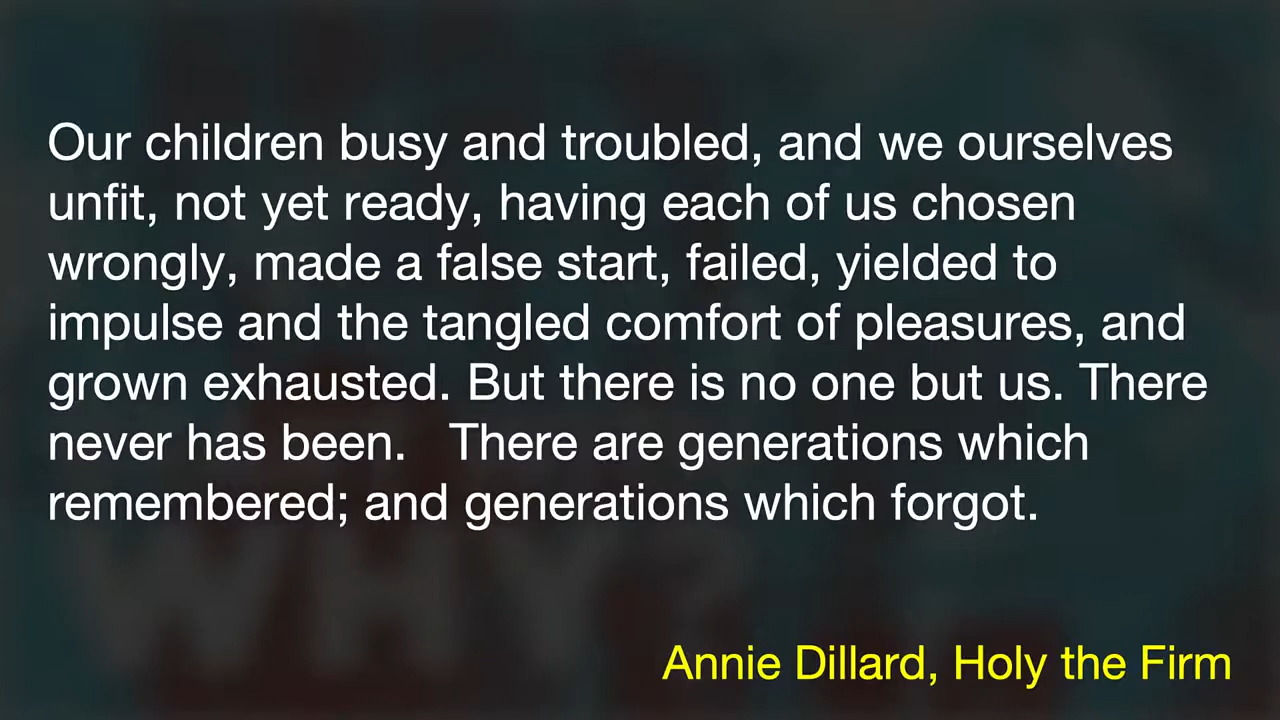 Our children busy and troubled, and we ourselves
unfit, not yet ready, having each of us chosen
wrongly, made a false start, failed, yielded to
impulse and the tangled comfort of pleasures, and
grown exhausted. But there is no one but us. There
never has been.   There are generations which
remembered; and generations which forgot.
WHY?
Annie Dillard, Holy the Firm